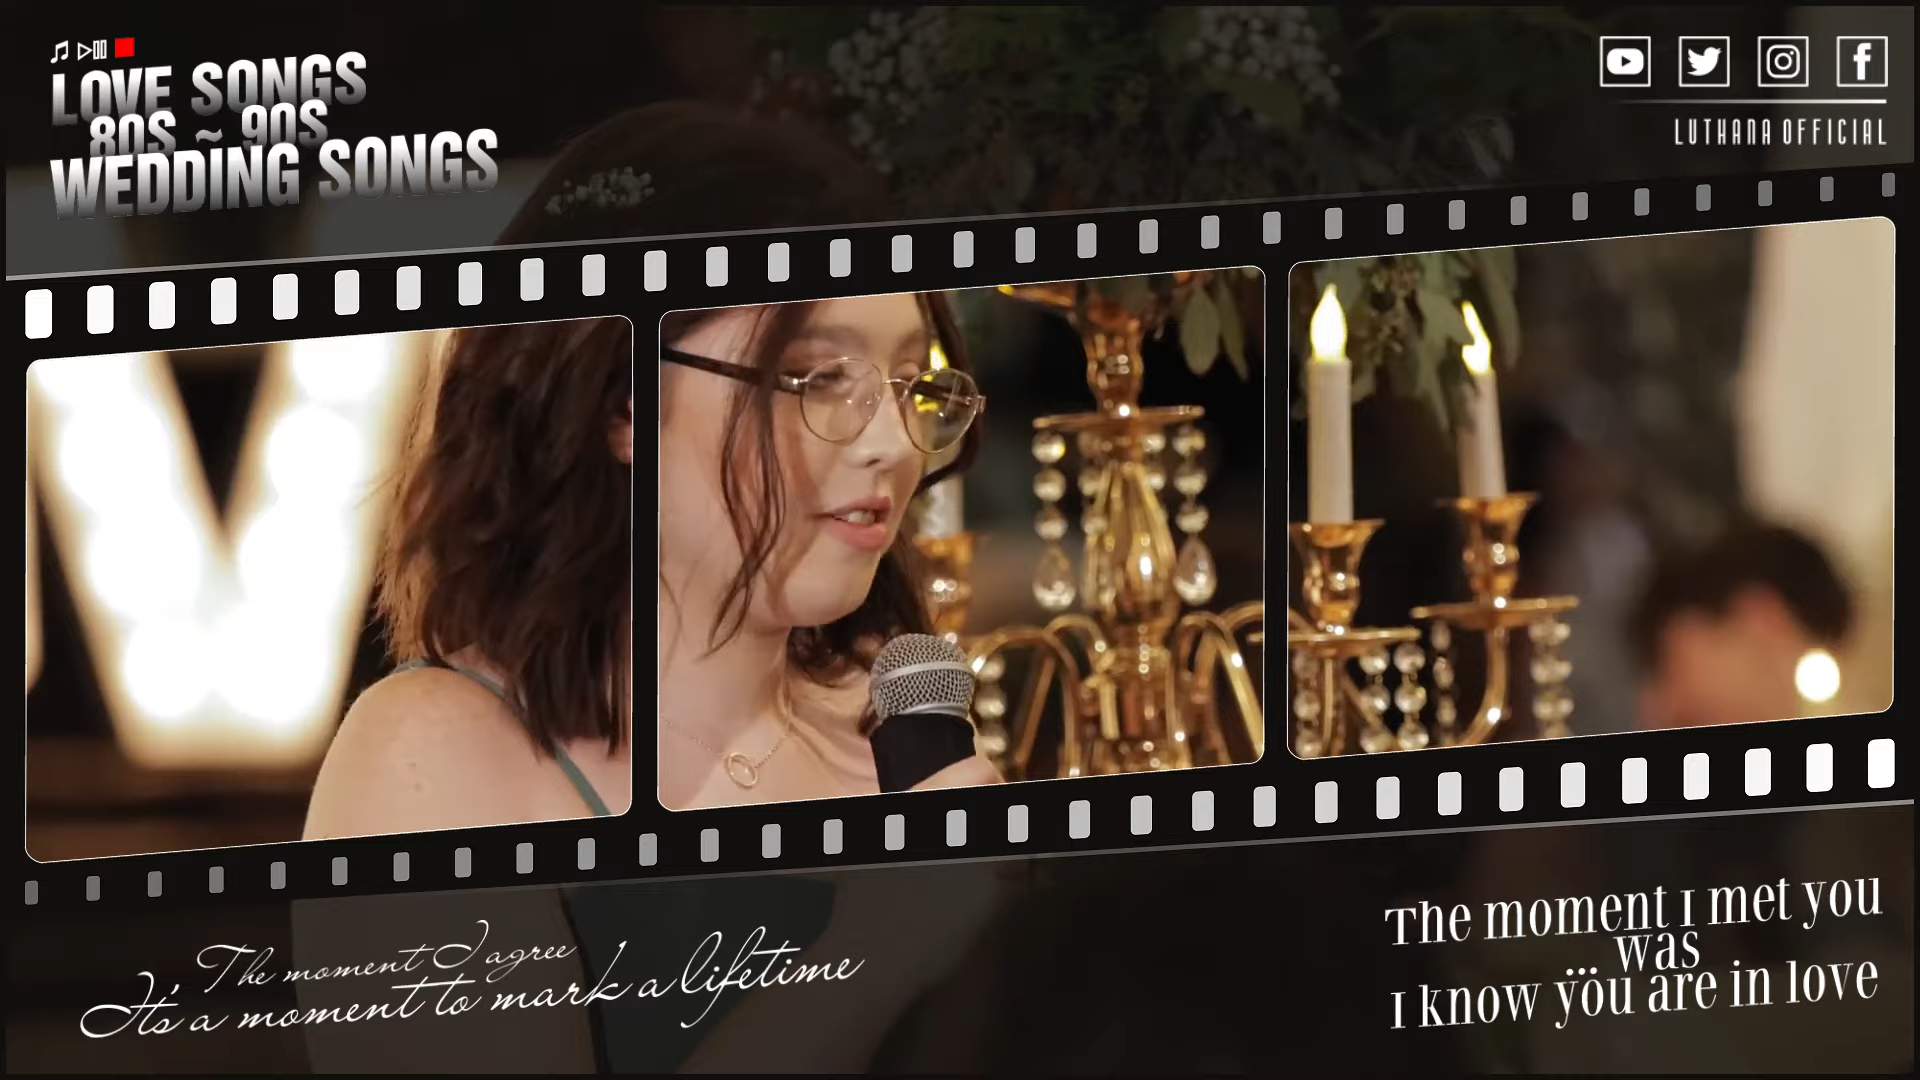 LOVE SONGS
80S ~ 90S
WEDDING SONGS
LUTHANA OFFICIAL
The moment I agree
It's a moment to mark a lifetime
The moment I met you
was
I know yöu are in love